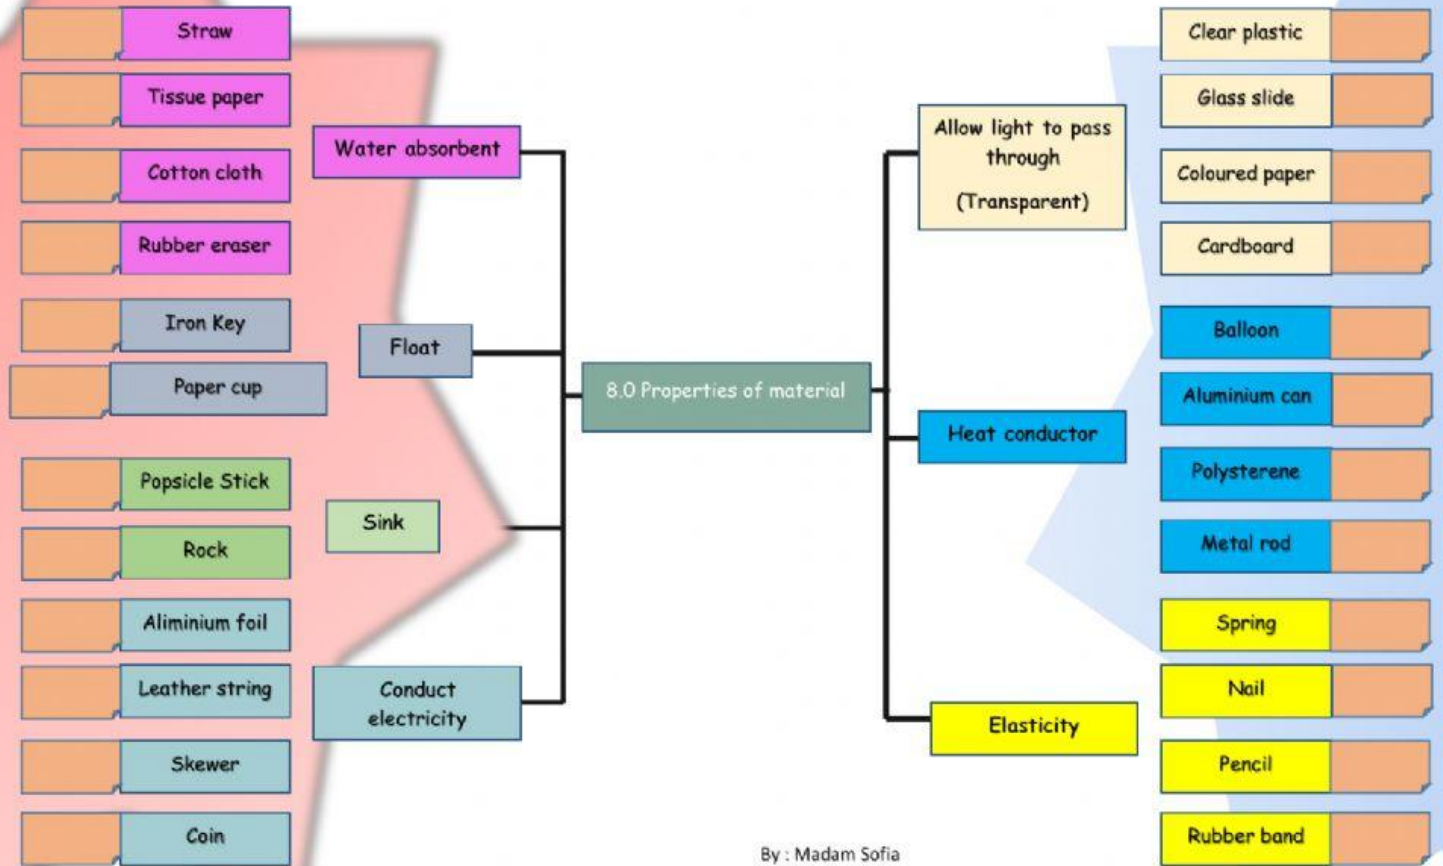 Straw
Tissue paper
Cotton cloth
Rubber eraser
Iron Key
Paper cup
Popsicle Stick
Rock
Aliminium foil
Leather string
Skewer
Coin
Water absorbent
Float
Sink
Conduct
electricity
8.0 Properties of material
Allow light to pass
through
(Transparent)
Heat conductor
Elasticity
Clear plastic
Glass slide
Coloured paper
Cardboard
Balloon
Aluminium can
Polysterene
Metal rod
Spring
Nail
Pencil
Rubber band
By : Madam Sofia